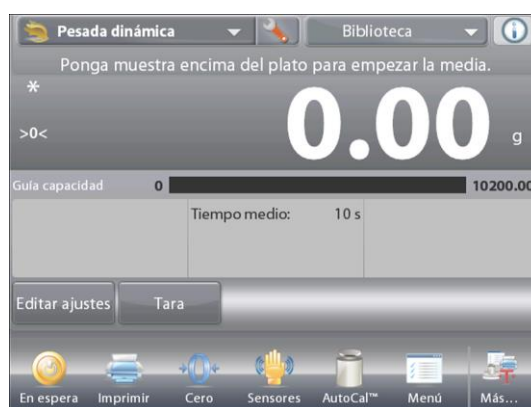 Pesada dinámica Biblioteca
Ponga muestra encima del plato para empezar la media.
*
>0< 0.00 g
Guía capacidad 0 10200.00
Tiempo medio: 10 s
Editar ajustes Tara
En espera Imprimir Cero Sensores AutoCal™ Menú Más...